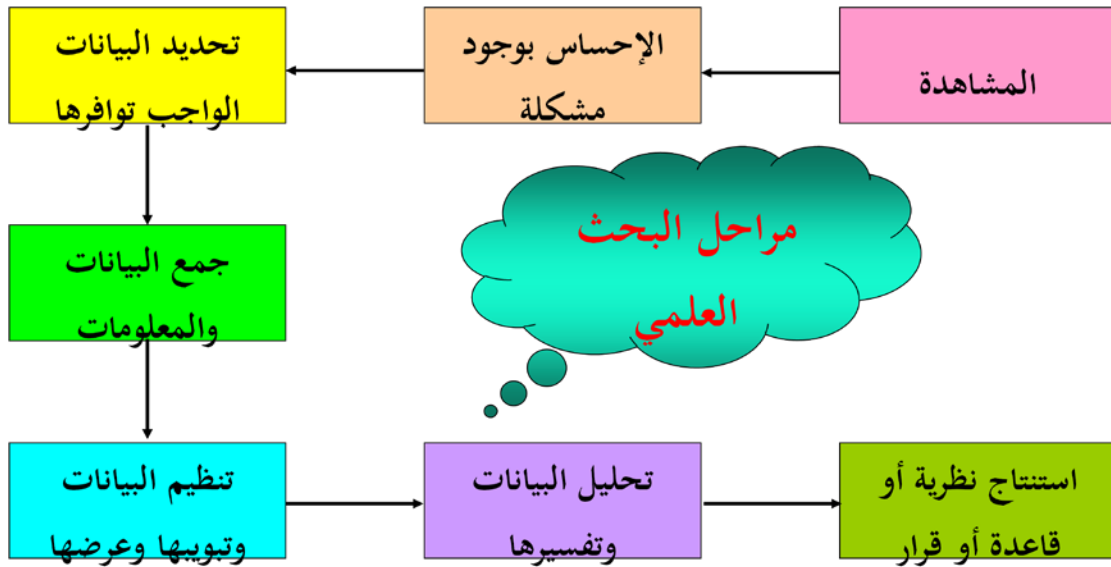 المشاهدة
الإحساس بوجود
مشكلة
تحديد البيانات
الواجب توافرها
مراحل البحث
العلمي
جمع البيانات
والمعلومات
تنظيم البيانات
وتبويبها وعرضها
تحليل البيانات
وتفسيرها
استنتاج نظرية أو
قاعدة أو قرار